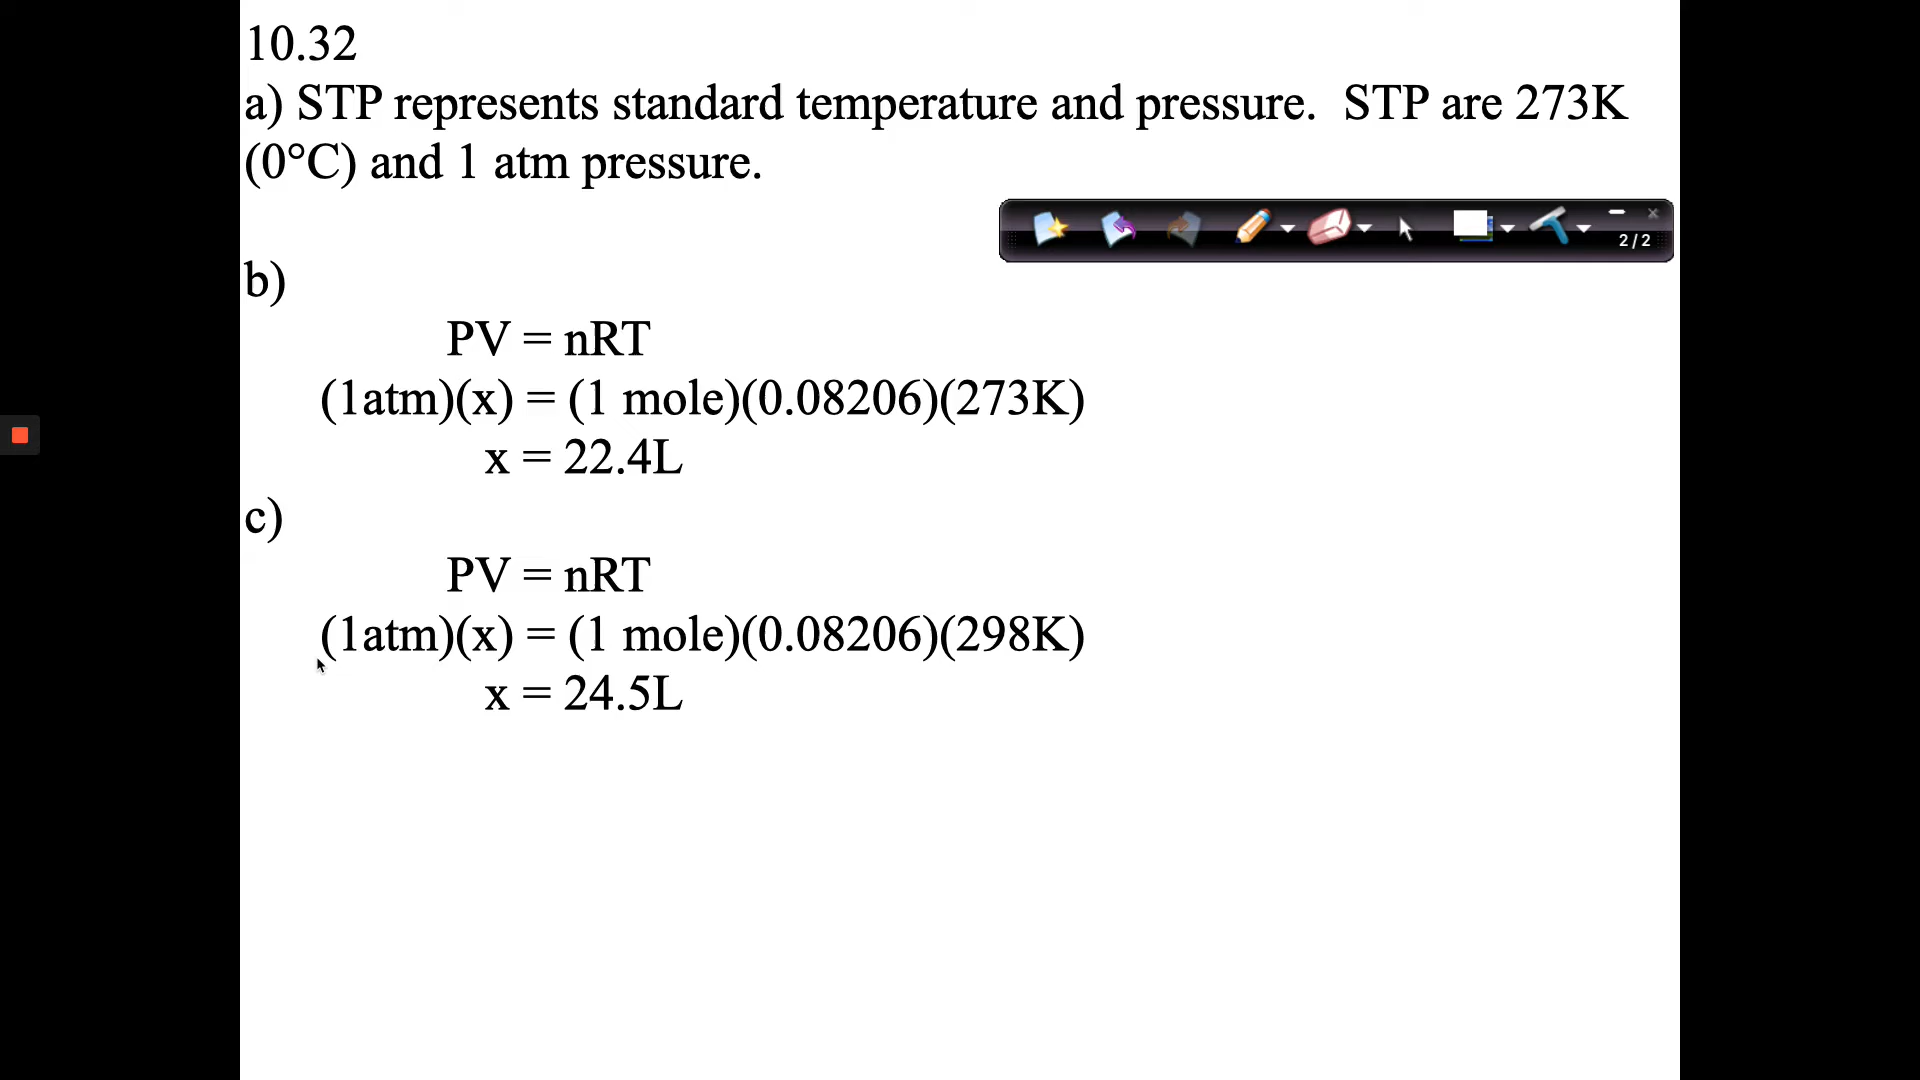 10.32
a) STP represents standard temperature and pressure.  STP are 273K
(0°C) and 1 atm pressure.
2/2
b)
PV = nRT
(1atm)(x) = (1 mole)(0.08206)(273K)
x = 22.4L
c)
PV = nRT
(1atm)(x) = (1 mole)(0.08206)(298K)
x = 24.5L